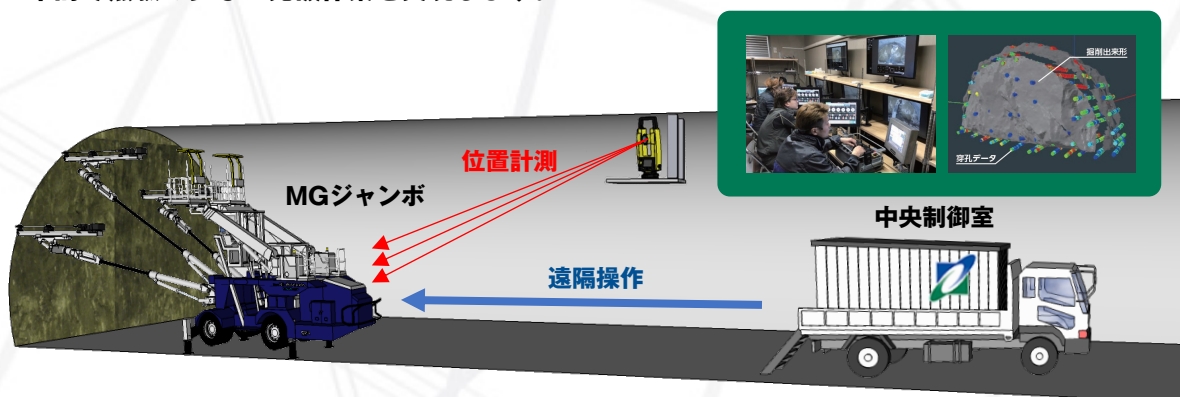 掘削出来形
穿孔データ
位置計測
MGジャンボ
中央制御室
遠隔操作